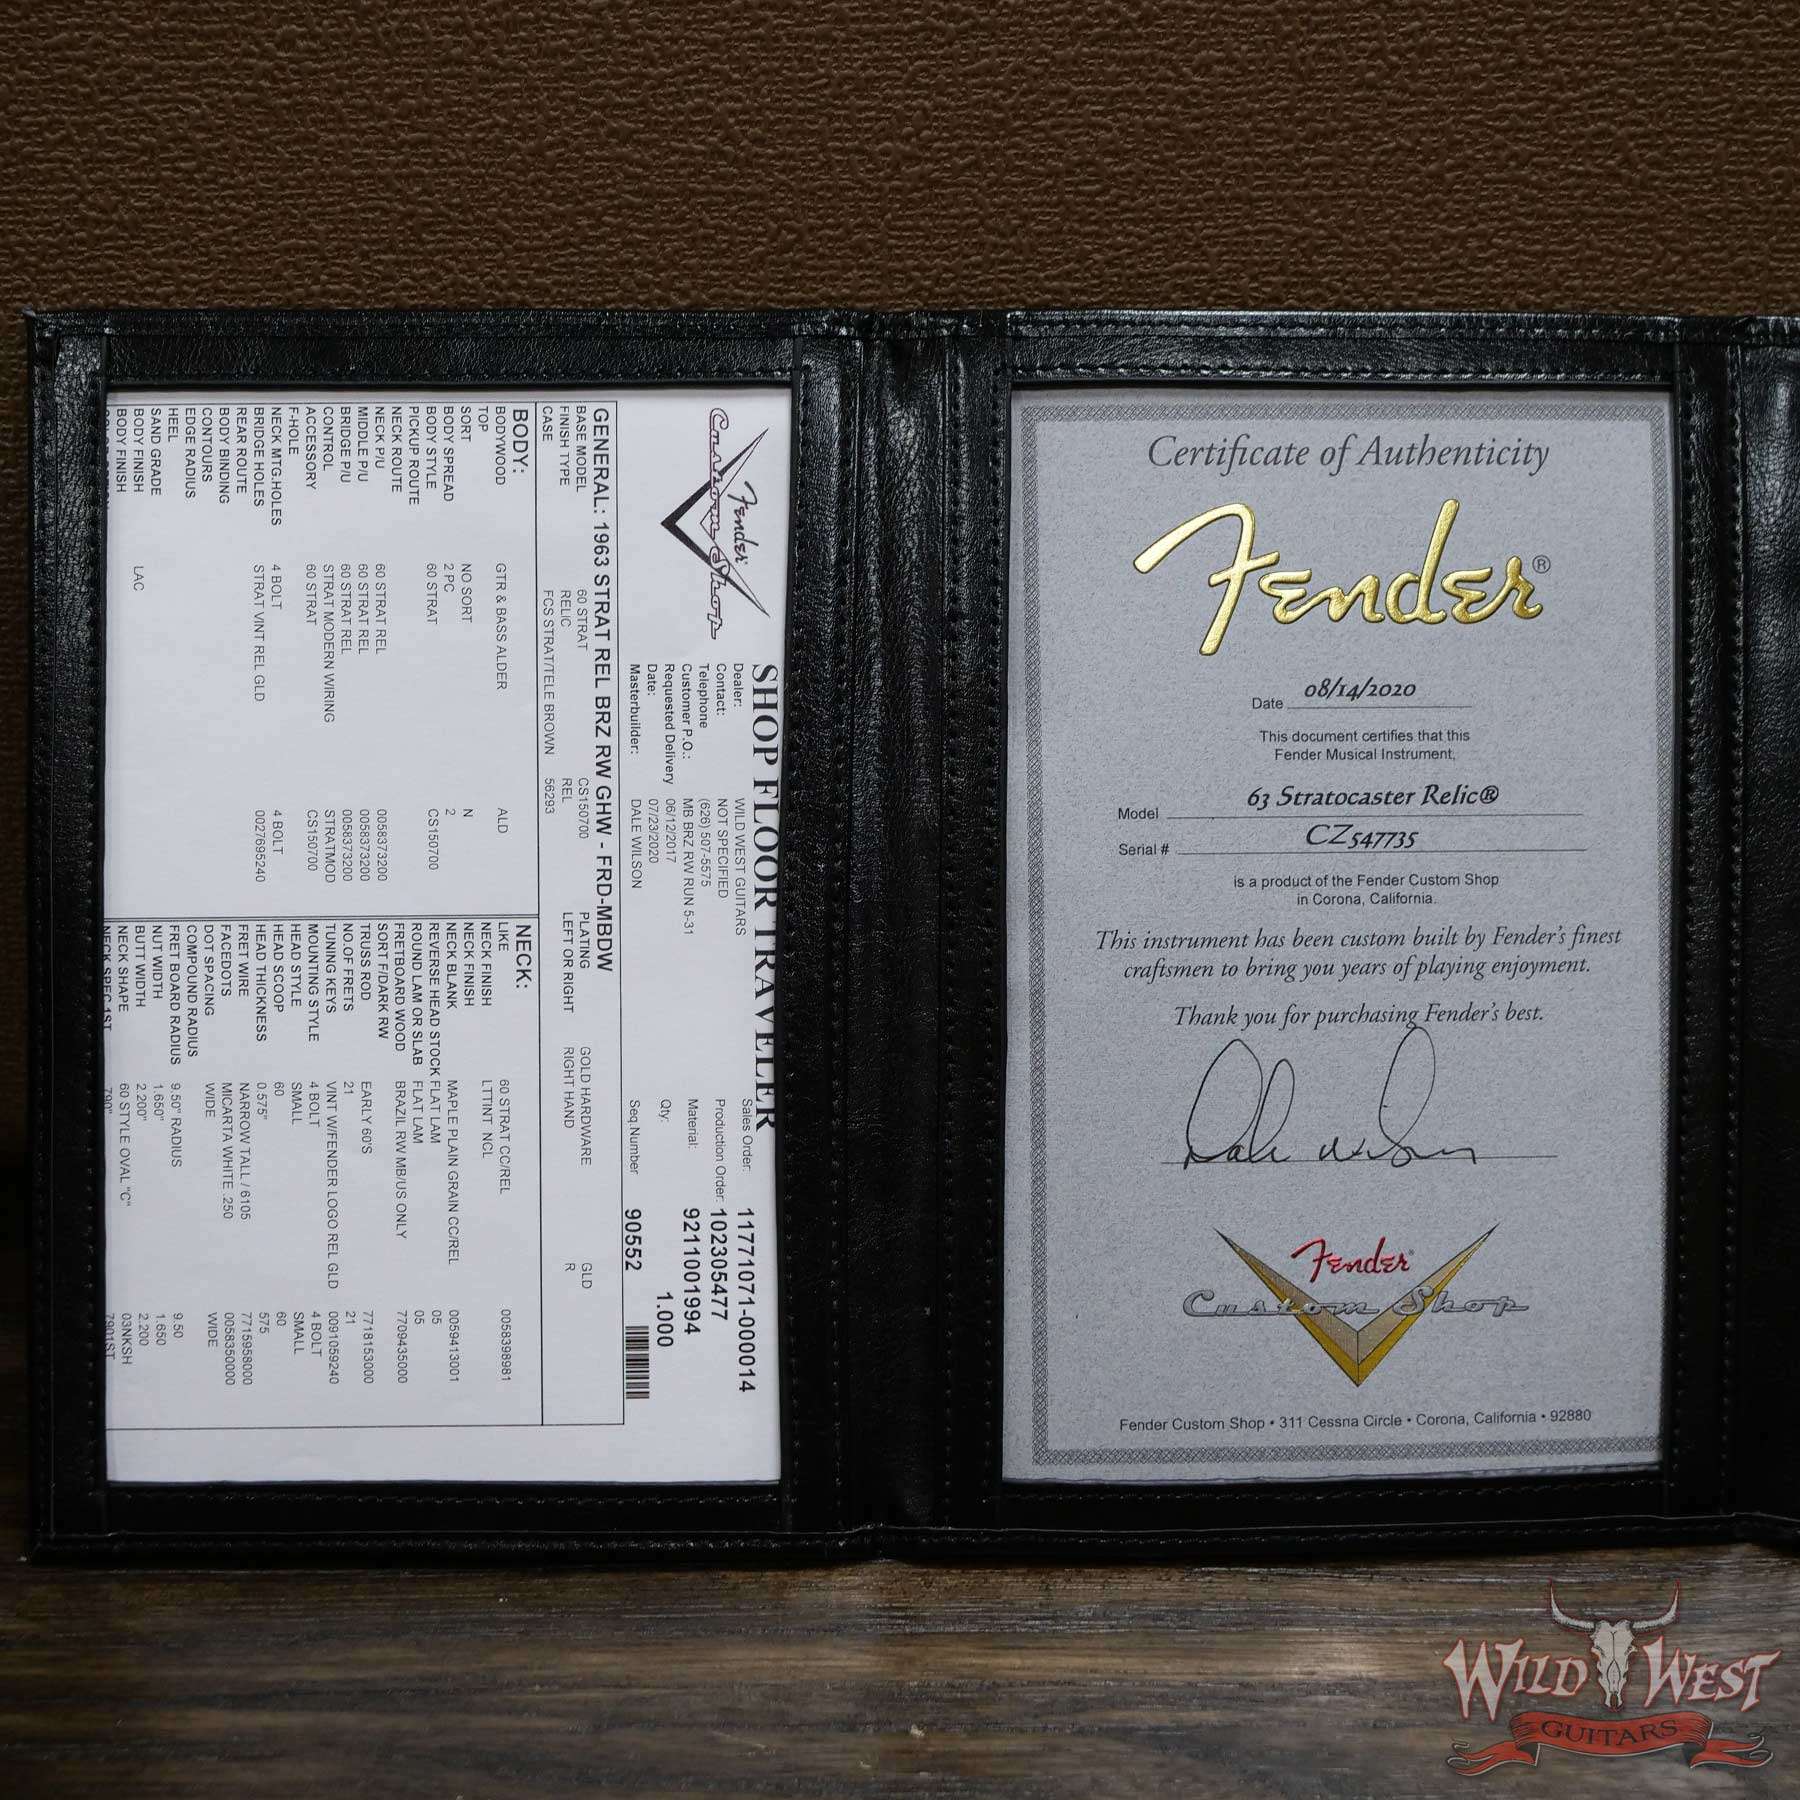 Fender
Custom Shop
SHOP FLOOR TRAVELER
Dealer: WILD WEST GUITARS
Contact: NOT SPECIFIED
Telephone (626) 507-5575
Customer P.O.: MB BRZ RW RUN 5-31
Requested Delivery 06/12/2017
Date: 07/23/2020
Masterbuilder: DALE WILSON
Sales Order: 11771071-000014
Production Order: 102305477
Material: 9211001994
Qty: 1.000
Seq.Number 90552
GENERAL: 1963 STRAT REL BRZ RW GHW - FRD-MBDW
BASE MODEL 60 STRAT CS150700 PLATING GOLD HARDWARE GLD
FINISH TYPE RELIC REL LEFT OR RIGHT RIGHT HAND R
CASE FCS STRAT/TELE BROWN 56293
BODY:
BODYWOOD GTR & BASS ALDER ALD
TOP
SORT NO SORT N
BODY SPREAD 2 PC 2
BODY STYLE 60 STRAT CS150700
PICKUP ROUTE
NECK ROUTE
NECK P/U 60 STRAT REL 0058373200
MIDDLE P/U 60 STRAT REL 0058373200
BRIDGE P/U 60 STRAT REL 0058373200
CONTROL STRAT MODERN WIRING STRATMOD
ACCESSORY 60 STRAT CS150700
F-HOLE
NECK MTG.HOLES 4 BOLT 4 BOLT
BRIDGE HOLES STRAT VINT REL GLD 0027695240
REAR ROUTE
BODY BINDING
CONTOURS
EDGE RADIUS
HEEL
SAND GRADE
BODY FINISH LAC
BODY FINISH
NECK:
LIKE 60 STRAT CC/REL 0058398981
NECK FINISH LTTINT NCL
NECK FINISH
NECK BLANK MAPLE PLAIN GRAIN CC/REL 0059413001
REVERSE HEAD STOCK FLAT LAM 05
ROUND LAM OR SLAB FLAT LAM 05
FRETBOARD WOOD BRAZIL RW MB/US ONLY 7709435000
SORT F/DARK RW
TRUSS ROD EARLY 60'S 7718153000
NO.OF FRETS 21 21
TUNING KEYS VINT W/FENDER LOGO REL GLD 0091059240
MOUNTING STYLE 4 BOLT 4 BOLT
HEAD STYLE SMALL SMALL
HEAD SCOOP 60 60
HEAD THICKNESS 0.575" 575
FRET WIRE NARROW TALL / 6105 7715958000
FACEDOTS MICARTA WHITE .250 0058350000
DOT SPACING WIDE WIDE
COMPOUND RADIUS
FRET BOARD RADIUS 9.50" RADIUS 9.50
NUT WIDTH 1.650" 1.650
BUTT WIDTH 2.200" 2.200
NECK SHAPE 60 STYLE OVAL "C" 03NKSH
NECK SPEC 1ST .790" 7901ST
Certificate of Authenticity
Fender®
Date 08/14/2020
This document certifies that this
Fender Musical Instrument,
Model 63 Stratocaster Relic®
Serial # CZ547735
is a product of the Fender Custom Shop
in Corona, California.
This instrument has been custom built by Fender's finest
craftsmen to bring you years of playing enjoyment.
Thank you for purchasing Fender's best.
Dale Wilson
Fender
Custom Shop
Fender Custom Shop • 311 Cessna Circle • Corona, California • 92880
WILD WEST
GUITARS